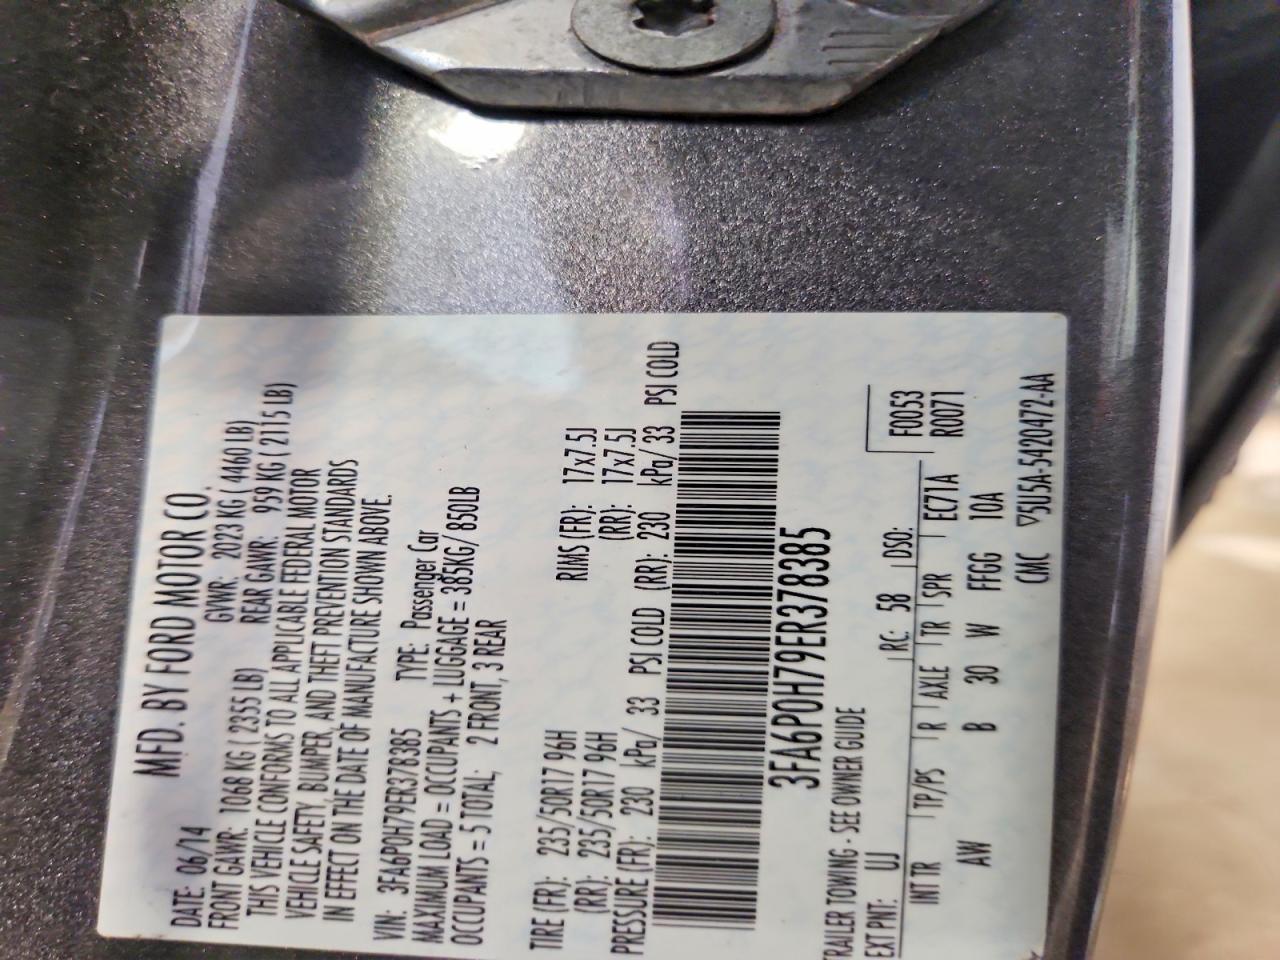 MFD. BY FORD MOTOR CO.
DATE: 06/14 GVWR: 2023 KG ( 4460 LB)
FRONT GAWR: 1068 KG ( 2355 LB) REAR GAWR: 959 KG ( 2115 LB)
THIS VEHICLE CONFORMS TO ALL APPLICABLE FEDERAL MOTOR
VEHICLE SAFETY, BUMPER, AND THEFT PREVENTION STANDARDS
IN EFFECT ON THE DATE OF MANUFACTURE SHOWN ABOVE.
VIN: 3FA6P0H79ER378385 TYPE: Passenger Car
MAXIMUM LOAD = OCCUPANTS + LUGGAGE = 385KG/ 850LB
OCCUPANTS = 5 TOTAL; 2 FRONT, 3 REAR
TIRE (FR): 235/50R17 96H RIMS (FR): 17x7.5J
(RR): 235/50R17 96H (RR): 17x7.5J
PRESSURE (FR): 230 kPa/ 33 PSI COLD (RR): 230 kPa/ 33 PSI COLD
3FA6P0H79ER378385
TRAILER TOWING - SEE OWNER GUIDE
EXT PNT: UJ RC: 58 DSO: F0053
R0071
INT TR TP/PS R AXLE TR SPR EC71A
AW B 30 W FFGG 10A
CMC ▽5U5A-5420472-AA